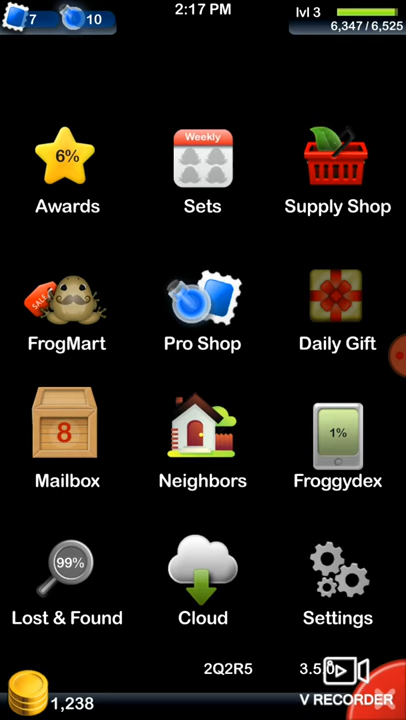 7
10
2:17 PM
lvl 3
6,347 / 6,525
6%
Weekly
Awards
Sets
Supply Shop
SALE
FrogMart
Pro Shop
Daily Gift
8
1%
Mailbox
Neighbors
Froggydex
99%
Lost & Found
Cloud
Settings
2Q2R5
3.5
1,238
V RECORDER